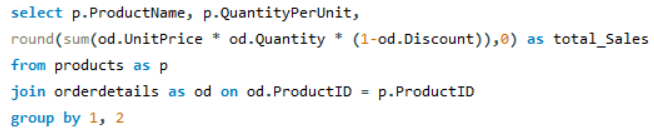 select p.ProductName, p.QuantityPerUnit,
round(sum(od.UnitPrice * od.Quantity * (1-od.Discount)),0) as total_Sales
from products as p
join orderdetails as od on od.ProductID = p.ProductID
group by 1, 2